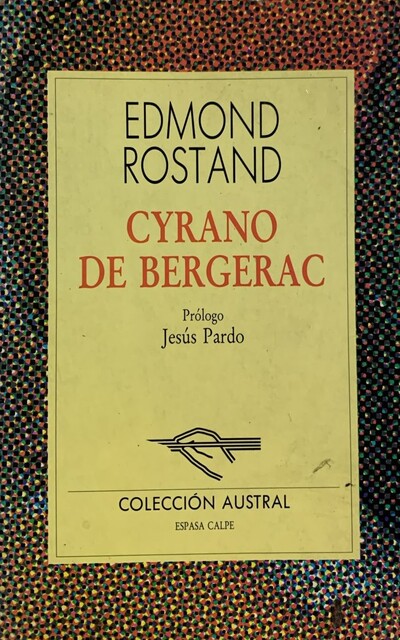 EDMOND
ROSTAND
CYRANO
DE BERGERAC
Prólogo
Jesús Pardo
COLECCIÓN AUSTRAL
ESPASA CALPE